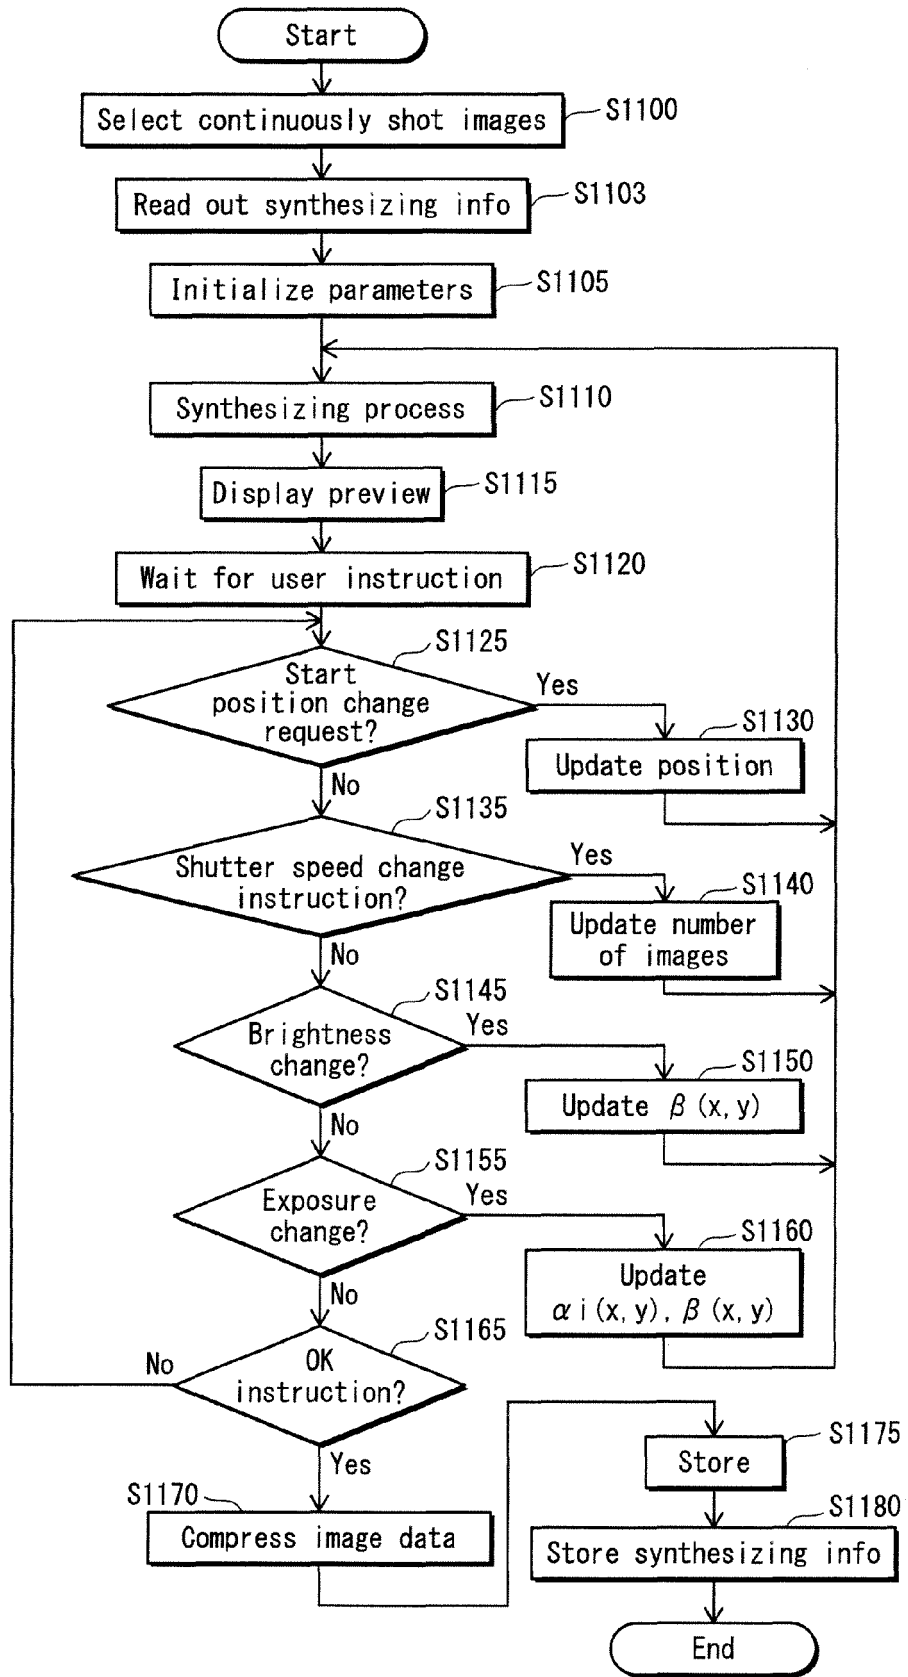 Start
Select continuously shot images
S1100
Read out synthesizing info
S1103
Initialize parameters
S1105
Synthesizing process
S1110
Display preview
S1115
Wait for user instruction
S1120
S1125
Start
position change
request?
Yes
S1130
Update position
No
S1135
Shutter speed change
instruction?
Yes
S1140
Update number
of images
No
S1145
Brightness
change?
Yes
S1150
Update β(x,y)
No
S1155
Exposure
change?
Yes
S1160
Update
αi(x,y),β(x,y)
No
S1165
OK
instruction?
No
Yes
S1170
Compress image data
S1175
Store
S1180
Store synthesizing info
End